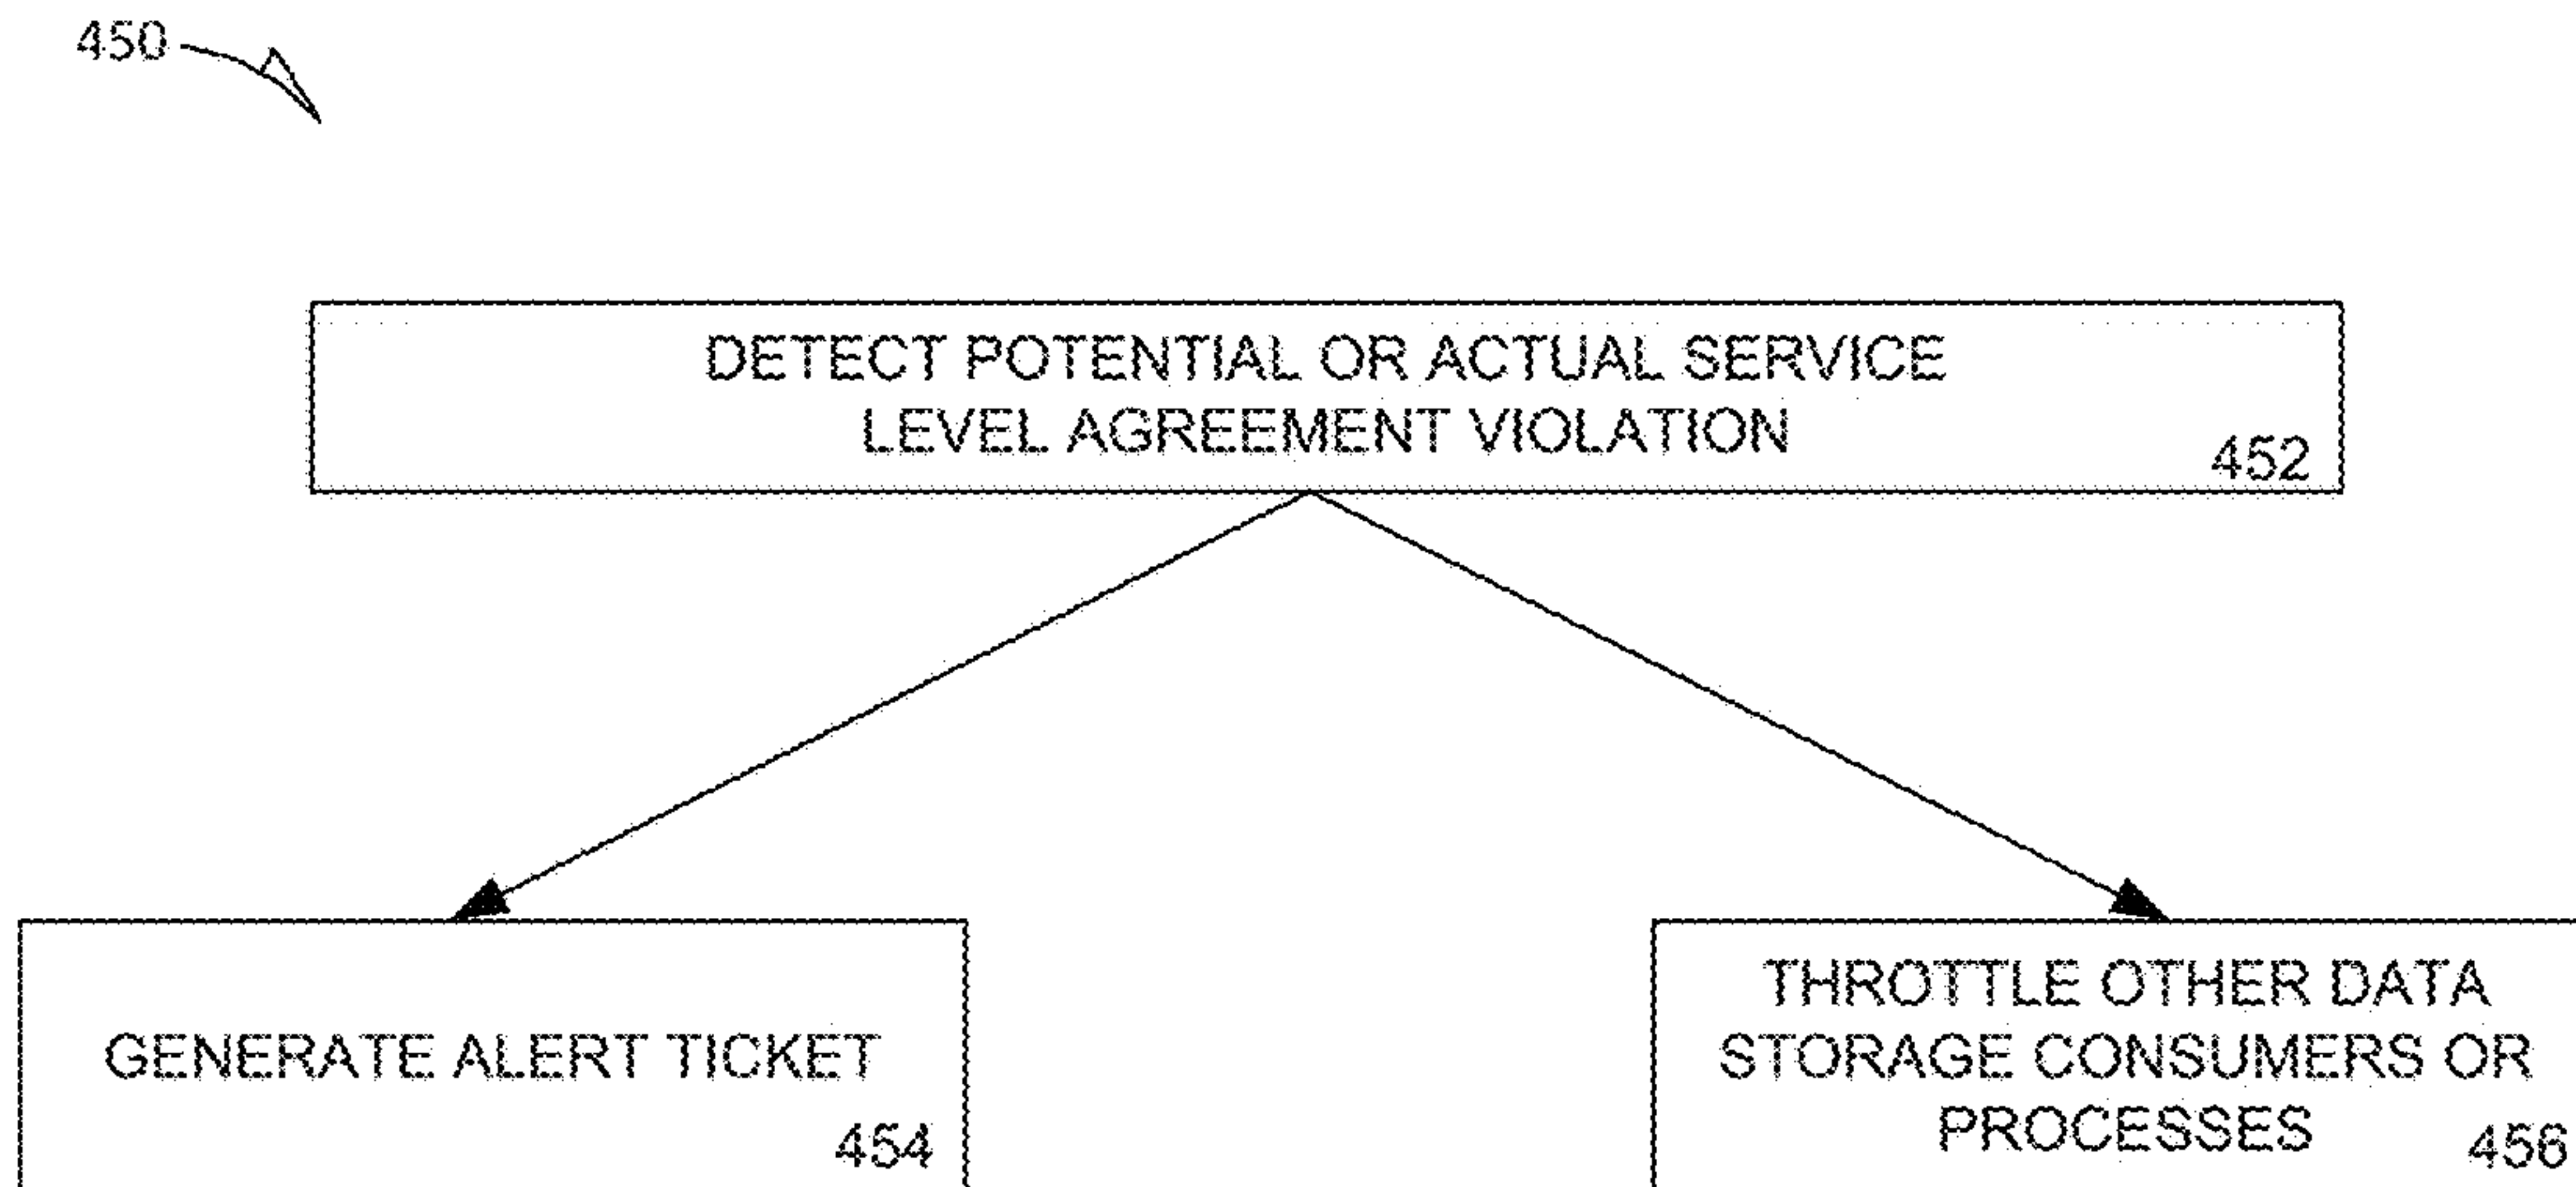 450
DETECT POTENTIAL OR ACTUAL SERVICE
LEVEL AGREEMENT VIOLATION
452
GENERATE ALERT TICKET
454
THROTTLE OTHER DATA
STORAGE CONSUMERS OR
PROCESSES
456